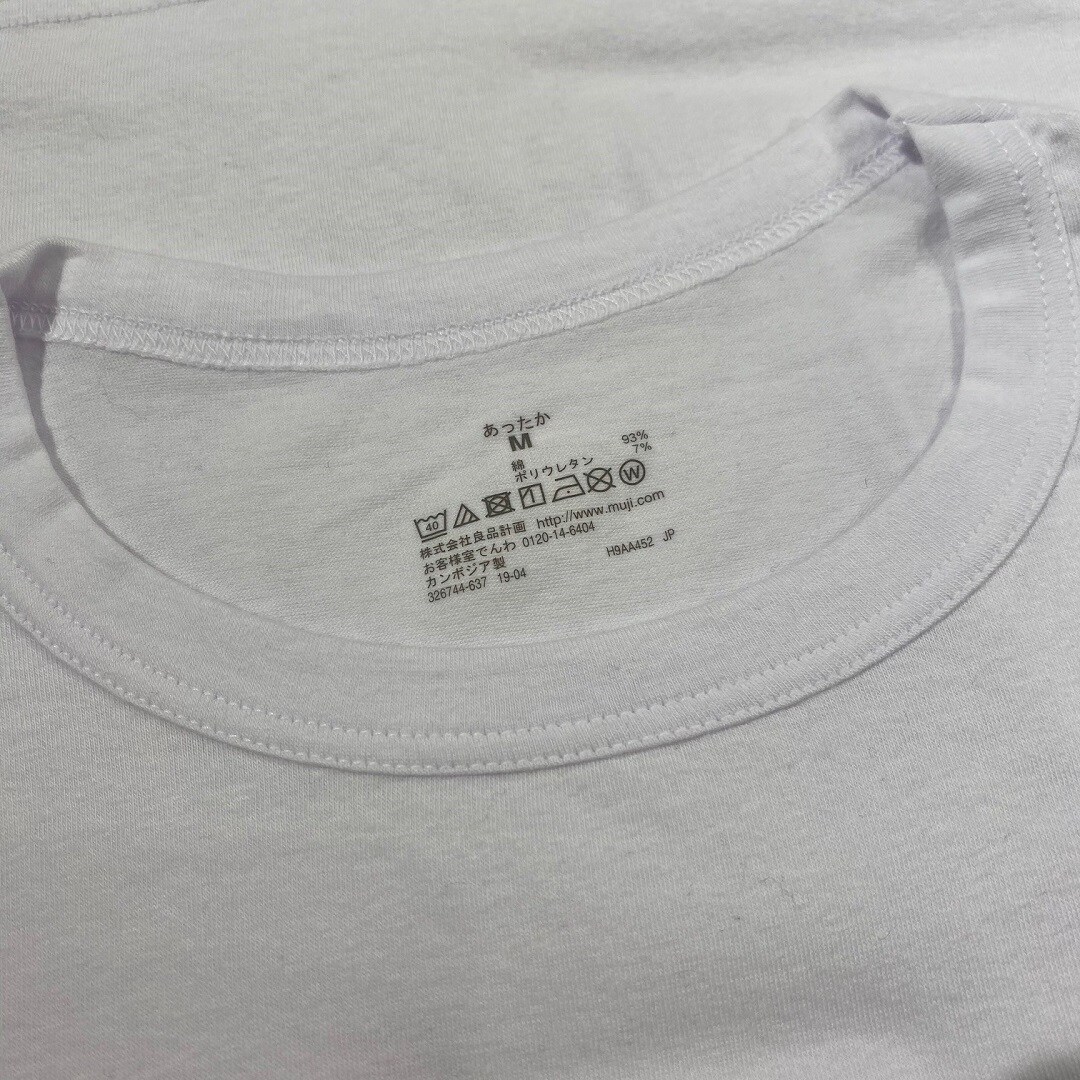 あったか
M
綿 93%
ポリウレタン 7%
40
W
株式会社良品計画 http://www.muji.com
お客様室でんわ 0120-14-6404
カンボジア製 H9AA452 JP
326744-637 19-04